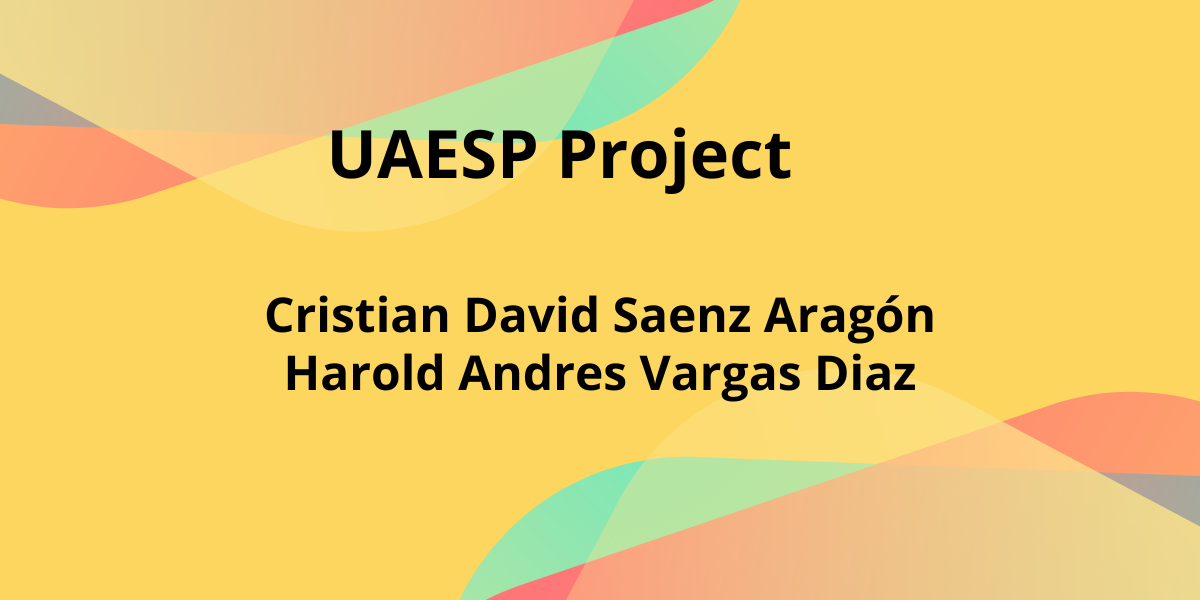 UAESP Project
Cristian David Saenz Aragón
Harold Andres Vargas Diaz